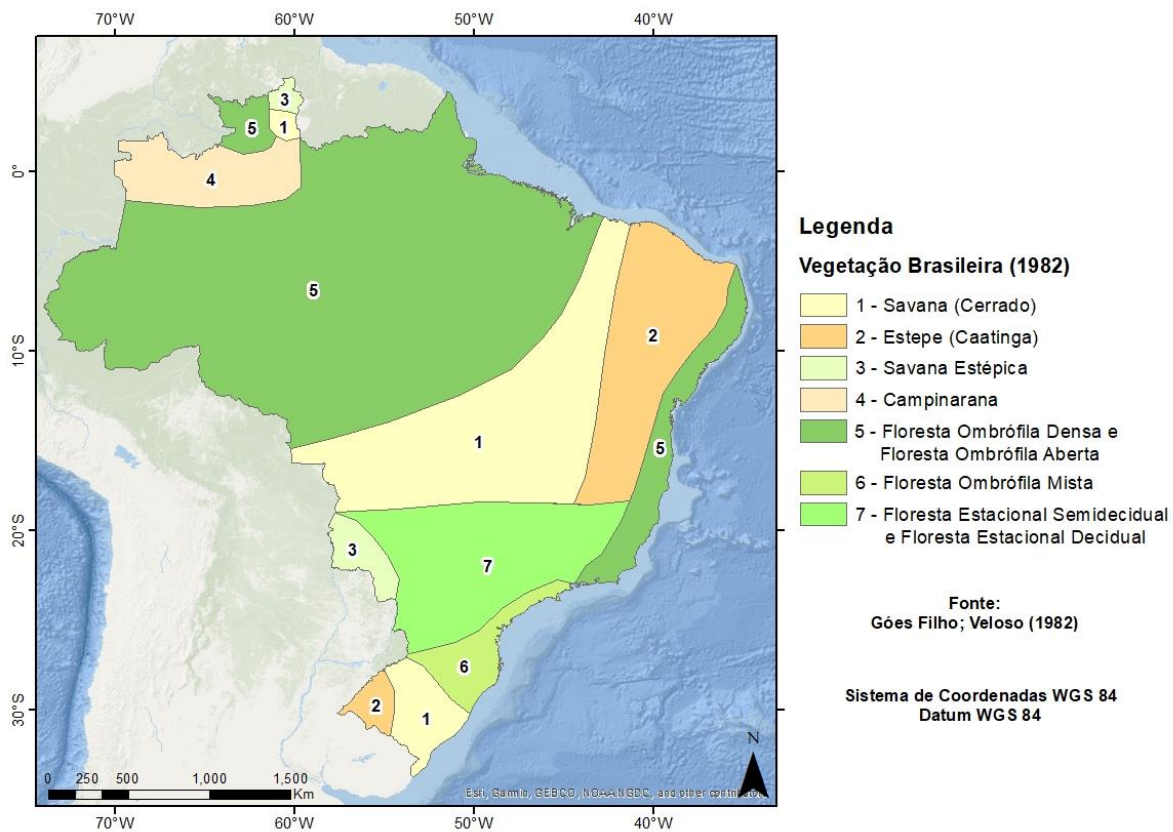 70°W 60°W 50°W 40°W
0°
10°S
20°S
30°S
3
5
1
4
5
2
1
5
3
7
6
2
1
N
0 250 500 1,000 1,500
Km
Esri, Garmin, GEBCO, NOAA NGDC, and other
70°W 60°W 50°W 40°W
0°
10°S
20°S
30°S
Legenda
Vegetação Brasileira (1982)
1 - Savana (Cerrado)
2 - Estepe (Caatinga)
3 - Savana Estépica
4 - Campinarana
5 - Floresta Ombrófila Densa e
Floresta Ombrófila Aberta
6 - Floresta Ombrófila Mista
7 - Floresta Estacional Semidecidual
e Floresta Estacional Decidual
Fonte:
Góes Filho; Veloso (1982)
Sistema de Coordenadas WGS 84
Datum WGS 84